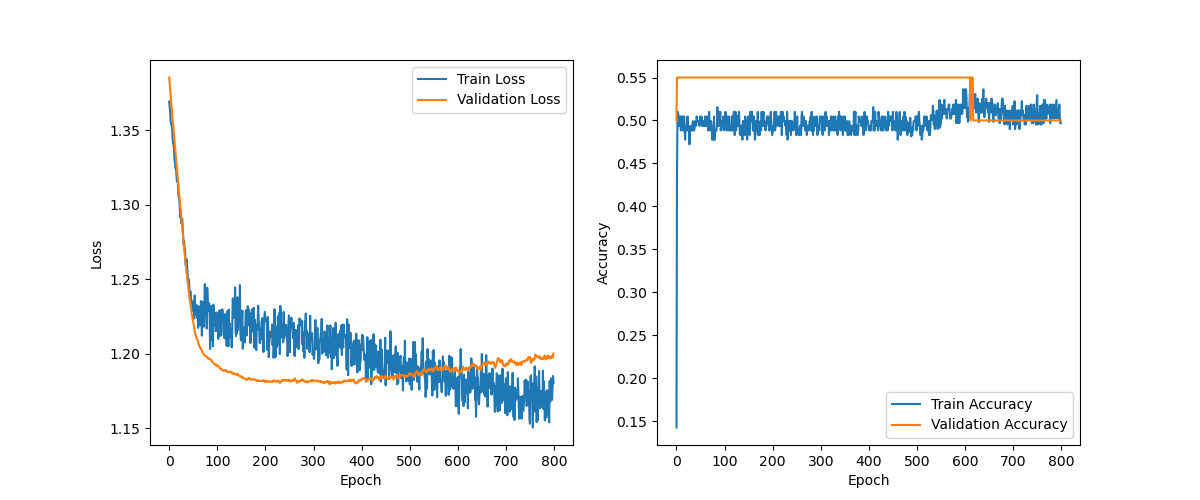 Train Loss
Validation Loss
1.35
1.30
1.25
1.20
1.15
Loss
0 100 200 300 400 500 600 700 800
Epoch
0.55
0.50
0.45
0.40
0.35
0.30
0.25
0.20
0.15
Accuracy
Train Accuracy
Validation Accuracy
0 100 200 300 400 500 600 700 800
Epoch